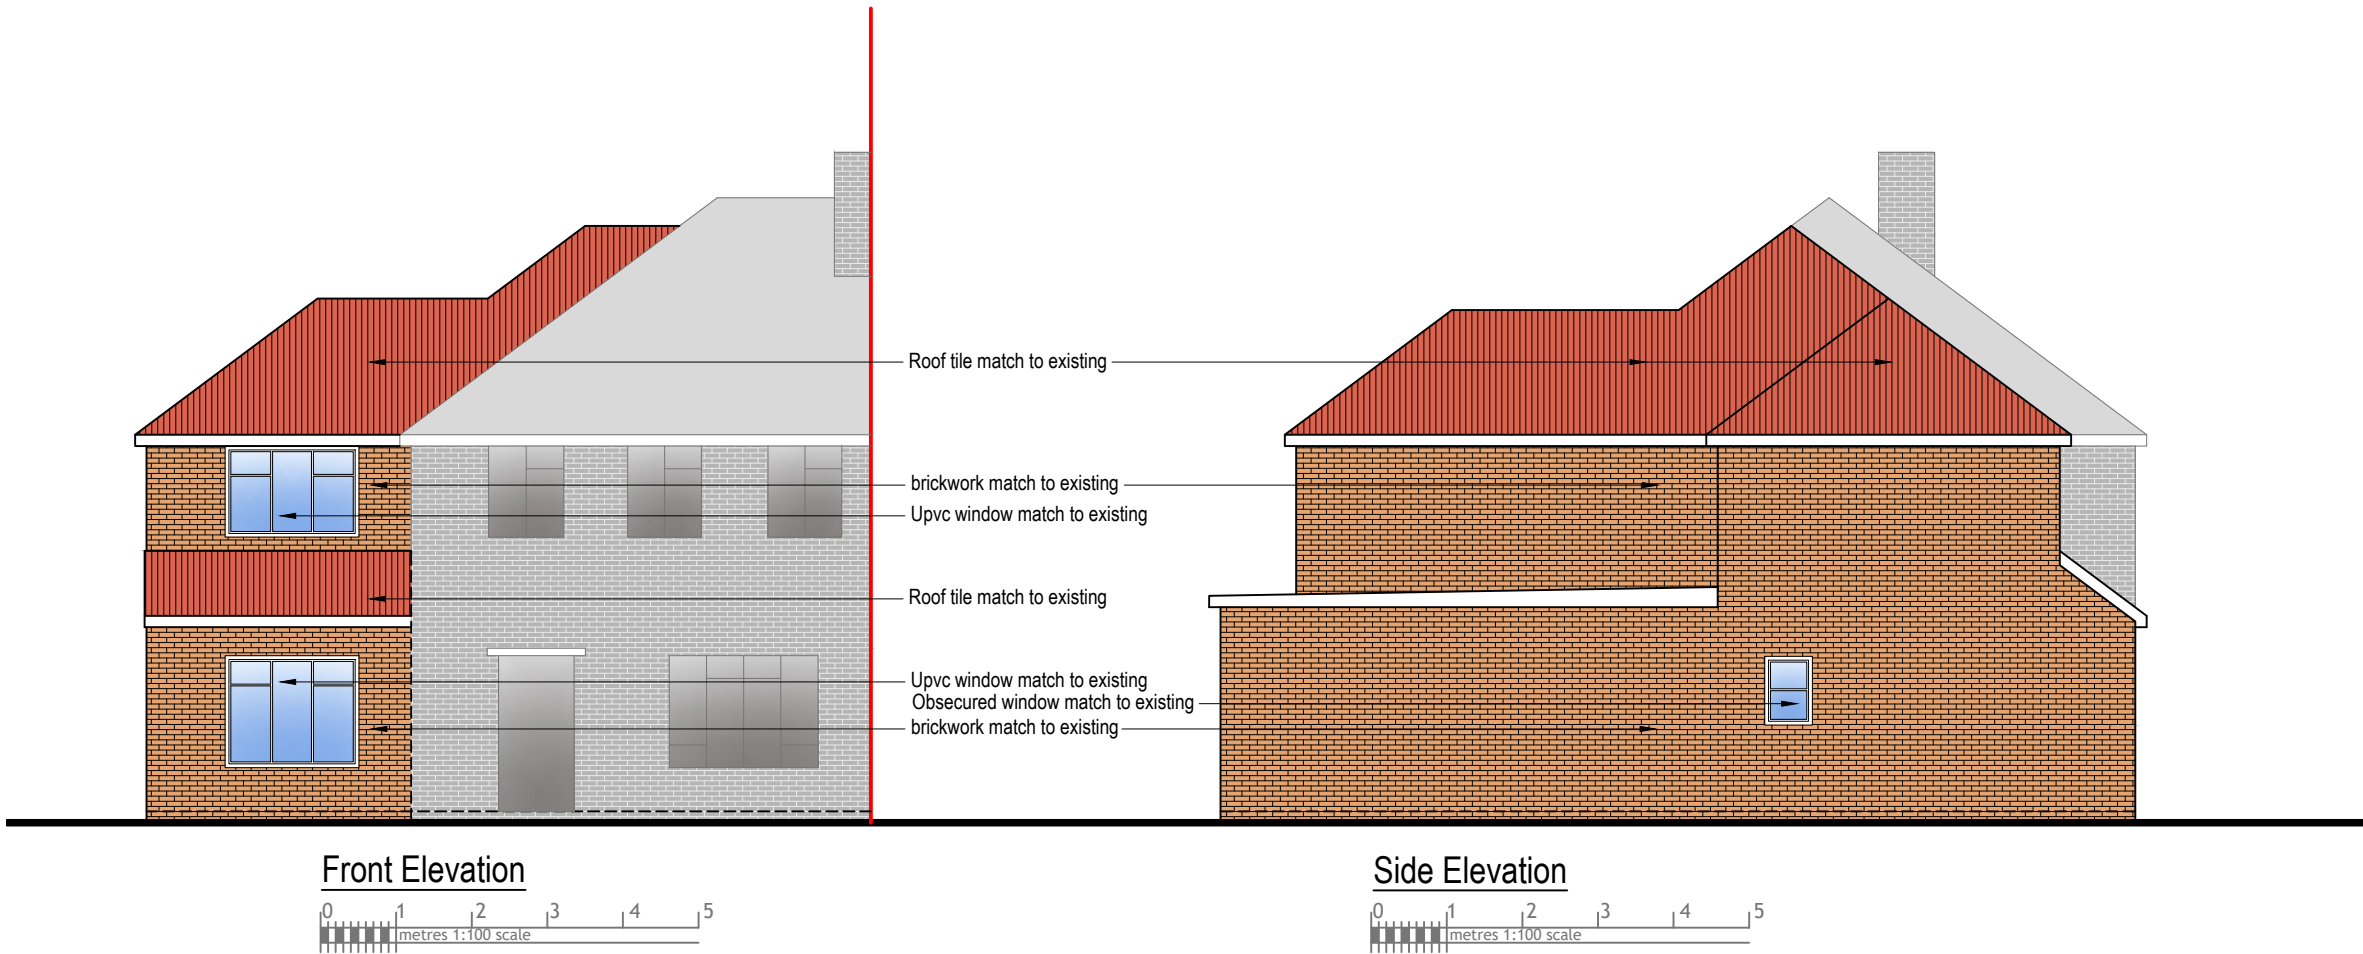 Roof tile match to existing
brickwork match to existing
Upvc window match to existing
Roof tile match to existing
Upvc window match to existing
Obsecured window match to existing
brickwork match to existing
Front Elevation
0 1 2 3 4 5
metres 1:100 scale
Side Elevation
0 1 2 3 4 5
metres 1:100 scale